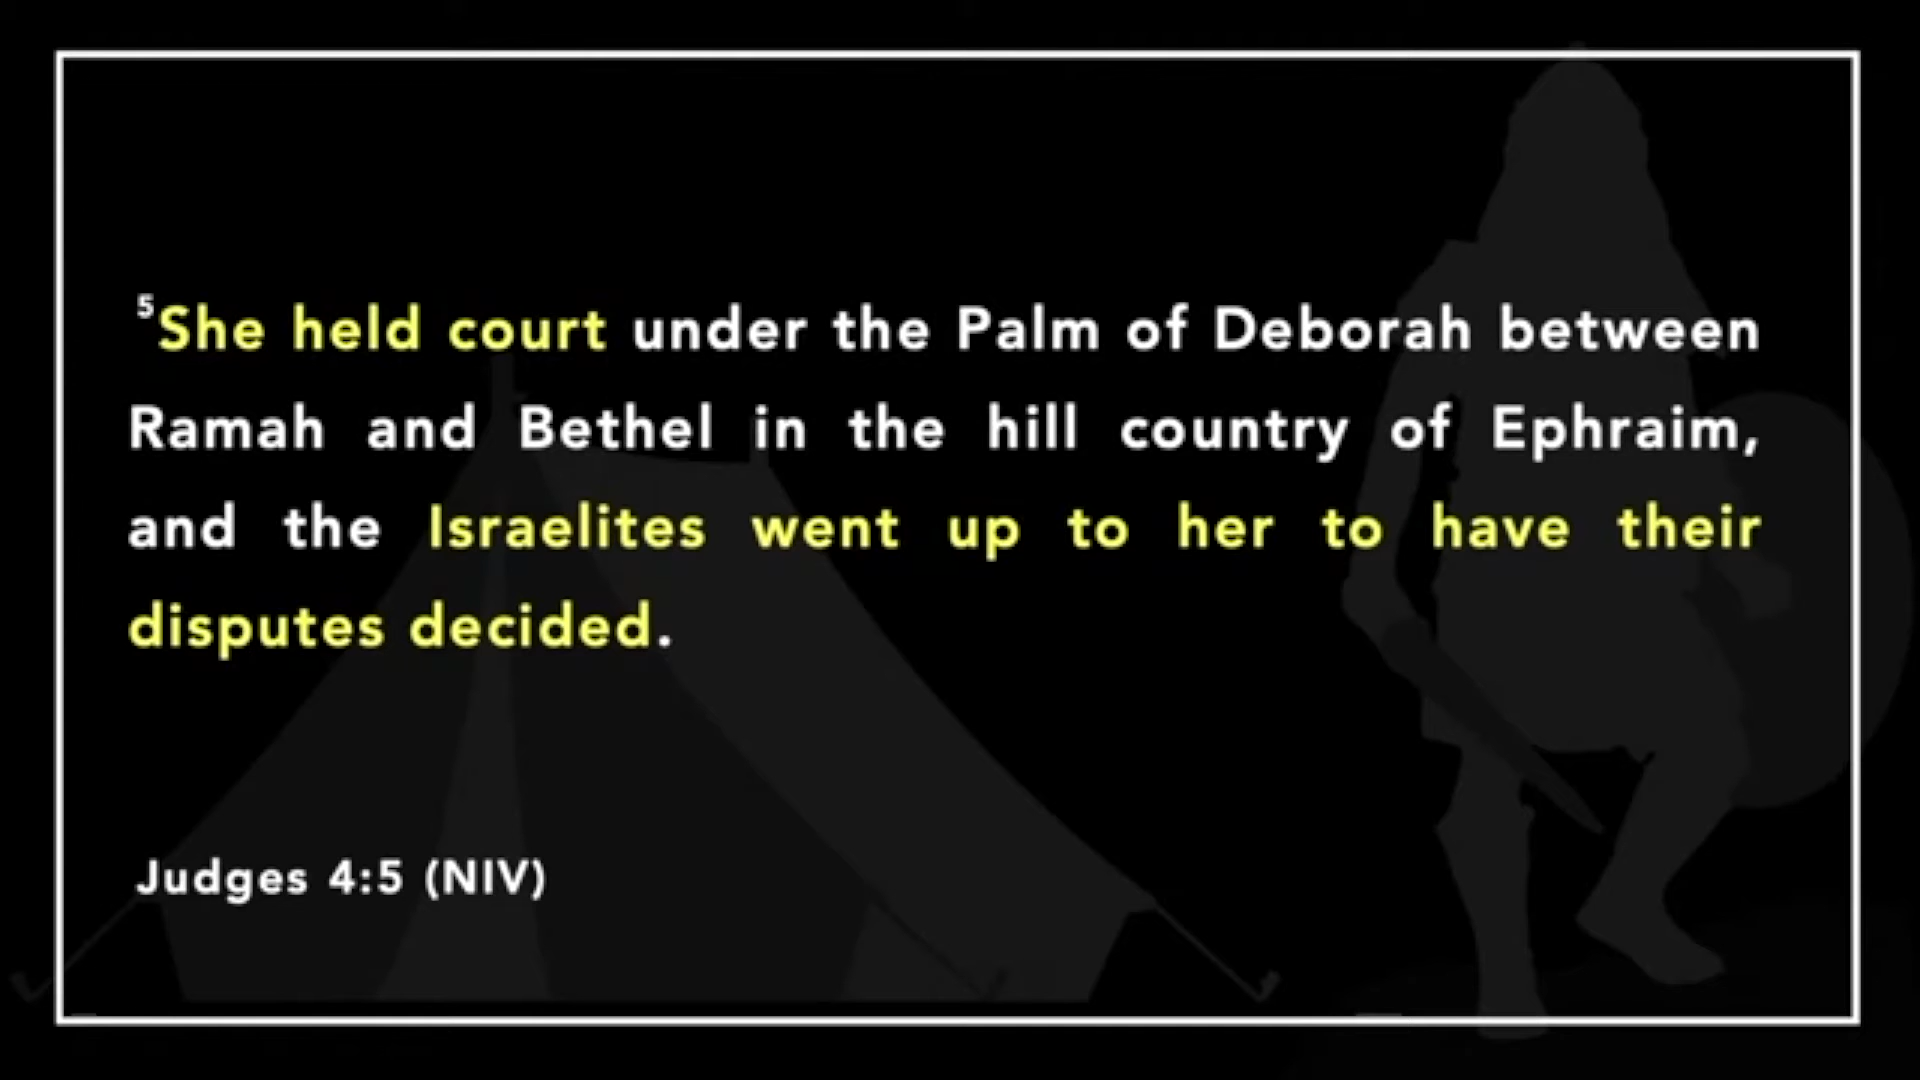 5She held court under the Palm of Deborah between
Ramah and Bethel in the hill country of Ephraim,
and the Israelites went up to her to have their
disputes decided.
Judges 4:5 (NIV)